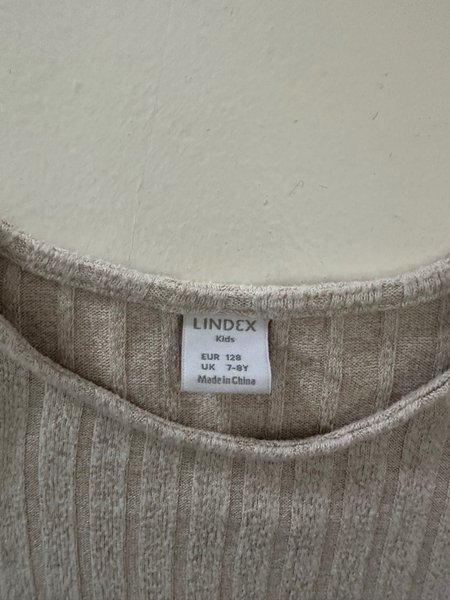 LINDEX
Kids
EUR 128
UK 7-8Y
Made in China